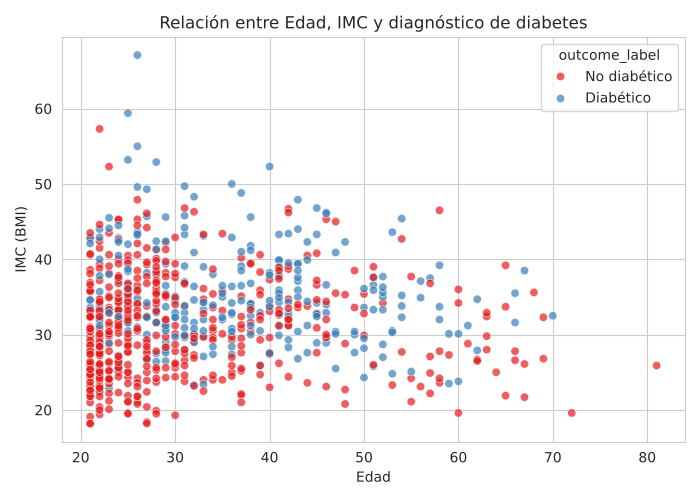 Relación entre Edad, IMC y diagnóstico de diabetes
outcome_label
No diabético
Diabético
IMC (BMI)
60
50
40
30
20
20 30 40 50 60 70 80
Edad